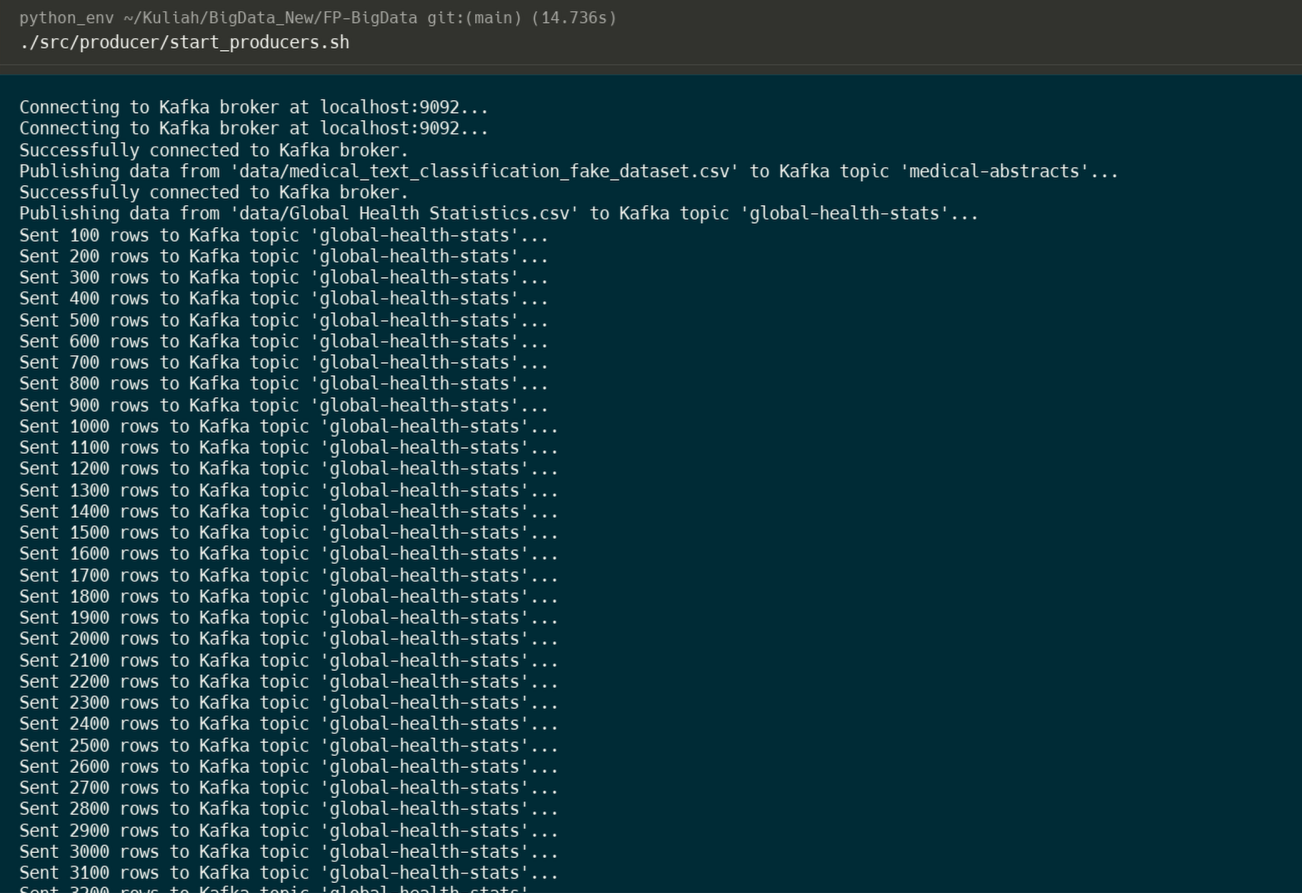 python_env ~/Kuliah/BigData_New/FP-BigData git:(main) (14.736s)
./src/producer/start_producers.sh
Connecting to Kafka broker at localhost:9092...
Connecting to Kafka broker at localhost:9092...
Successfully connected to Kafka broker.
Publishing data from 'data/medical_text_classification_fake_dataset.csv' to Kafka topic 'medical-abstracts'...
Successfully connected to Kafka broker.
Publishing data from 'data/Global Health Statistics.csv' to Kafka topic 'global-health-stats'...
Sent 100 rows to Kafka topic 'global-health-stats'...
Sent 200 rows to Kafka topic 'global-health-stats'...
Sent 300 rows to Kafka topic 'global-health-stats'...
Sent 400 rows to Kafka topic 'global-health-stats'...
Sent 500 rows to Kafka topic 'global-health-stats'...
Sent 600 rows to Kafka topic 'global-health-stats'...
Sent 700 rows to Kafka topic 'global-health-stats'...
Sent 800 rows to Kafka topic 'global-health-stats'...
Sent 900 rows to Kafka topic 'global-health-stats'...
Sent 1000 rows to Kafka topic 'global-health-stats'...
Sent 1100 rows to Kafka topic 'global-health-stats'...
Sent 1200 rows to Kafka topic 'global-health-stats'...
Sent 1300 rows to Kafka topic 'global-health-stats'...
Sent 1400 rows to Kafka topic 'global-health-stats'...
Sent 1500 rows to Kafka topic 'global-health-stats'...
Sent 1600 rows to Kafka topic 'global-health-stats'...
Sent 1700 rows to Kafka topic 'global-health-stats'...
Sent 1800 rows to Kafka topic 'global-health-stats'...
Sent 1900 rows to Kafka topic 'global-health-stats'...
Sent 2000 rows to Kafka topic 'global-health-stats'...
Sent 2100 rows to Kafka topic 'global-health-stats'...
Sent 2200 rows to Kafka topic 'global-health-stats'...
Sent 2300 rows to Kafka topic 'global-health-stats'...
Sent 2400 rows to Kafka topic 'global-health-stats'...
Sent 2500 rows to Kafka topic 'global-health-stats'...
Sent 2600 rows to Kafka topic 'global-health-stats'...
Sent 2700 rows to Kafka topic 'global-health-stats'...
Sent 2800 rows to Kafka topic 'global-health-stats'...
Sent 2900 rows to Kafka topic 'global-health-stats'...
Sent 3000 rows to Kafka topic 'global-health-stats'...
Sent 3100 rows to Kafka topic 'global-health-stats'...
Sent 3200 rows to Kafka topic 'global-health-stats'